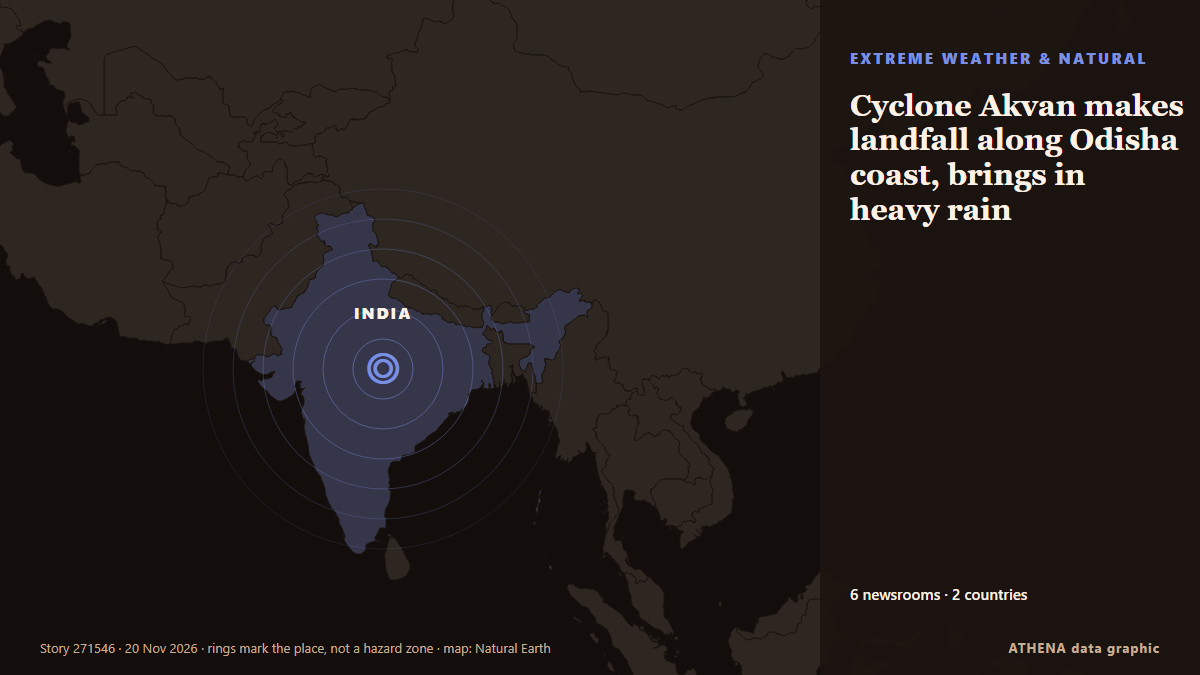 EXTREME WEATHER & NATURAL
Cyclone Akvan makes
landfall along Odisha
coast, brings in
heavy rain
INDIA
6 newsrooms · 2 countries
Story 271546 · 20 Nov 2026 · rings mark the place, not a hazard zone · map: Natural Earth
ATHENA data graphic